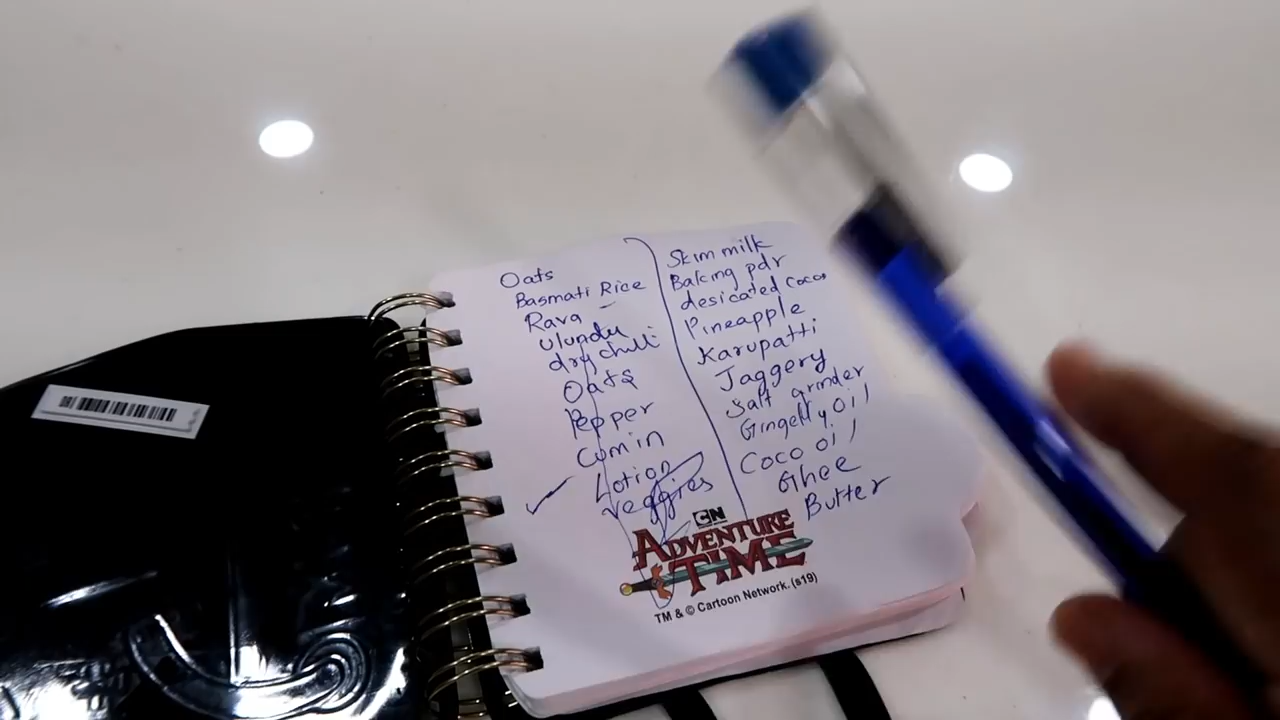 Oats
Basmati Rice
Rava
Ulundu
dry chilli
Oats
Pepper
Cumin
Lotion
Veggies
Skim milk
Baking pdr
desicated Coco
Pineapple
Karupatti
Jaggery
Salt grinder
Gingelly Oil
Coco oil
Ghee
Butter
CN
ADVENTURE
TIME
TM & © Cartoon Network. (s19)